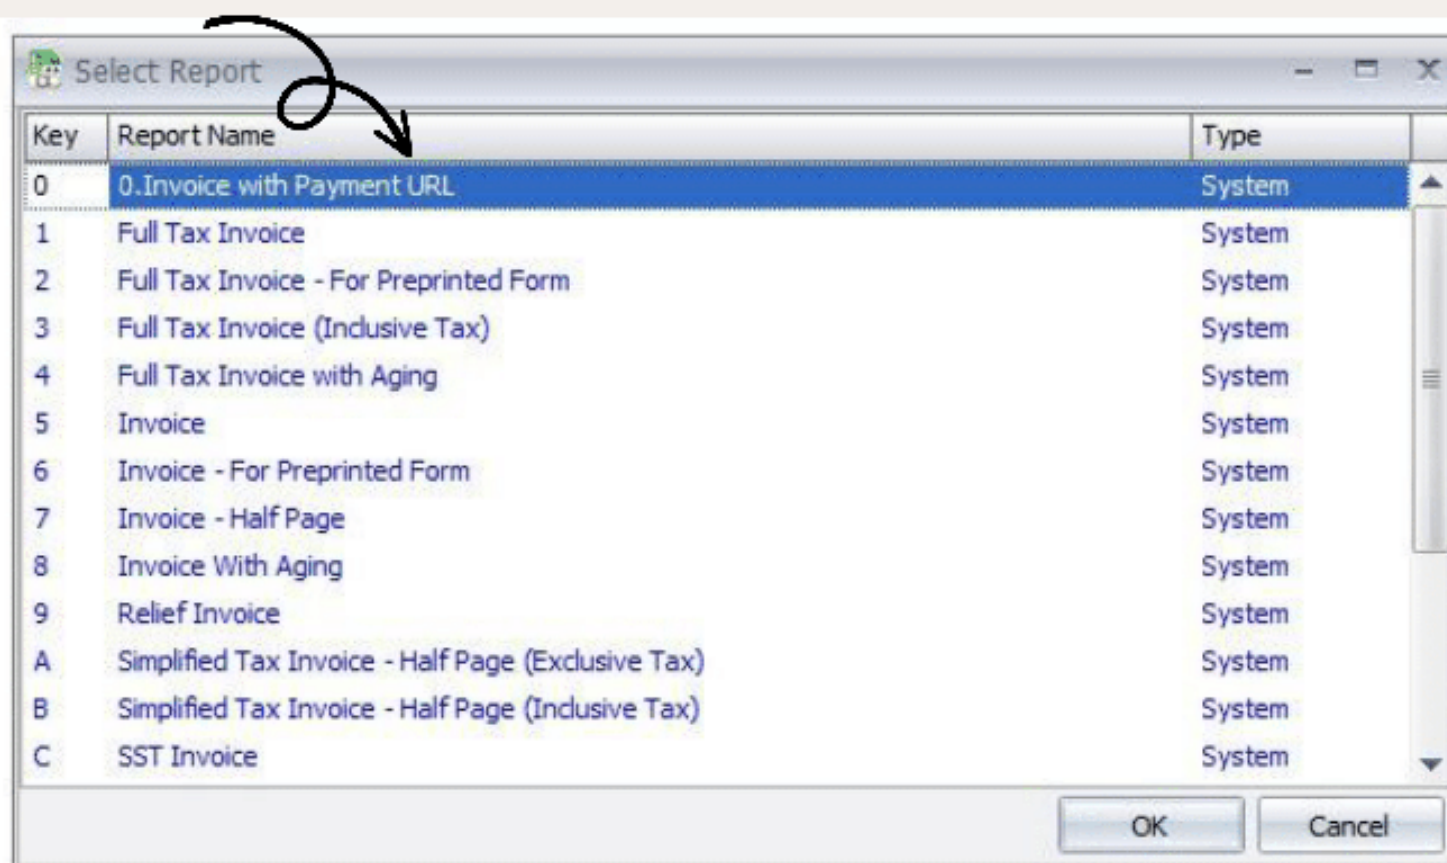 Select Report
Key Report Name Type
0 0.Invoice with Payment URL System
1 Full Tax Invoice System
2 Full Tax Invoice - For Preprinted Form System
3 Full Tax Invoice (Inclusive Tax) System
4 Full Tax Invoice with Aging System
5 Invoice System
6 Invoice - For Preprinted Form System
7 Invoice - Half Page System
8 Invoice With Aging System
9 Relief Invoice System
A Simplified Tax Invoice - Half Page (Exclusive Tax) System
B Simplified Tax Invoice - Half Page (Inclusive Tax) System
C SST Invoice System
OK Cancel